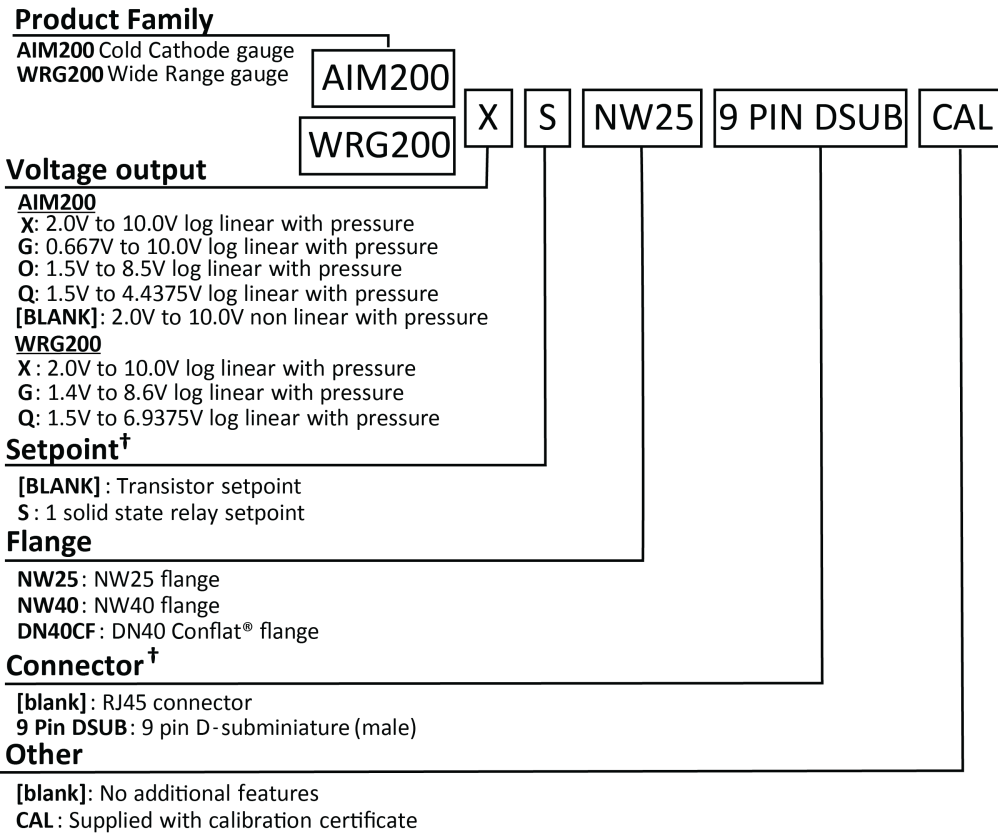 Product Family
AIM200 Cold Cathode gauge
WRG200 Wide Range gauge
AIM200
WRG200
X
S
NW25
9 PIN DSUB
CAL
Voltage output
AIM200
X: 2.0V to 10.0V log linear with pressure
G: 0.667V to 10.0V log linear with pressure
O: 1.5V to 8.5V log linear with pressure
Q: 1.5V to 4.4375V log linear with pressure
[BLANK]: 2.0V to 10.0V non linear with pressure
WRG200
X : 2.0V to 10.0V log linear with pressure
G: 1.4V to 8.6V log linear with pressure
Q: 1.5V to 6.9375V log linear with pressure
Setpoint†
[BLANK] : Transistor setpoint
S : 1 solid state relay setpoint
Flange
NW25 : NW25 flange
NW40 : NW40 flange
DN40CF : DN40 Conflat® flange
Connector†
[blank] : RJ45 connector
9 Pin DSUB : 9 pin D-subminiature (male)
Other
[blank]: No additional features
CAL : Supplied with calibration certificate